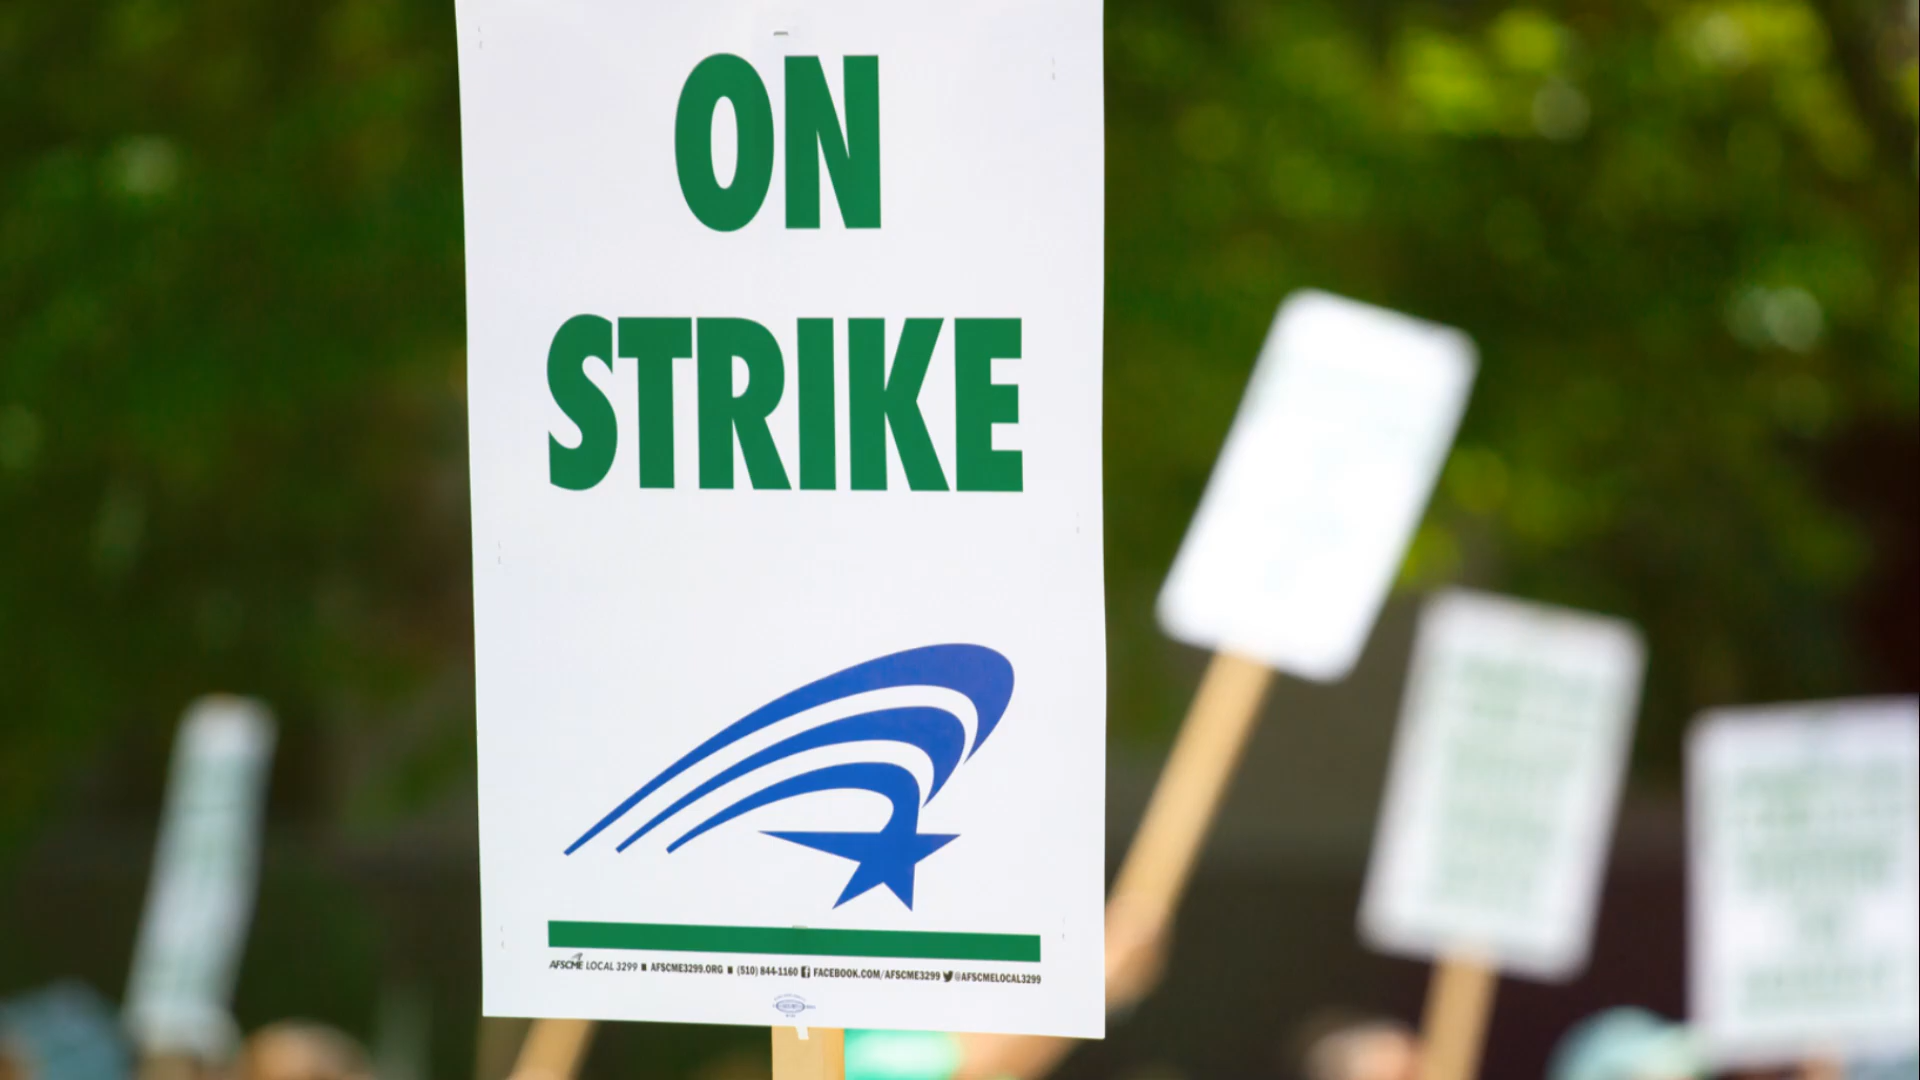 ON
STRIKE
AFSCME LOCAL 3299 ■ AFSCME3299.ORG ■ (510) 844-1160 FACEBOOK.COM/AFSCME3299 @AFSCMELOCAL3299